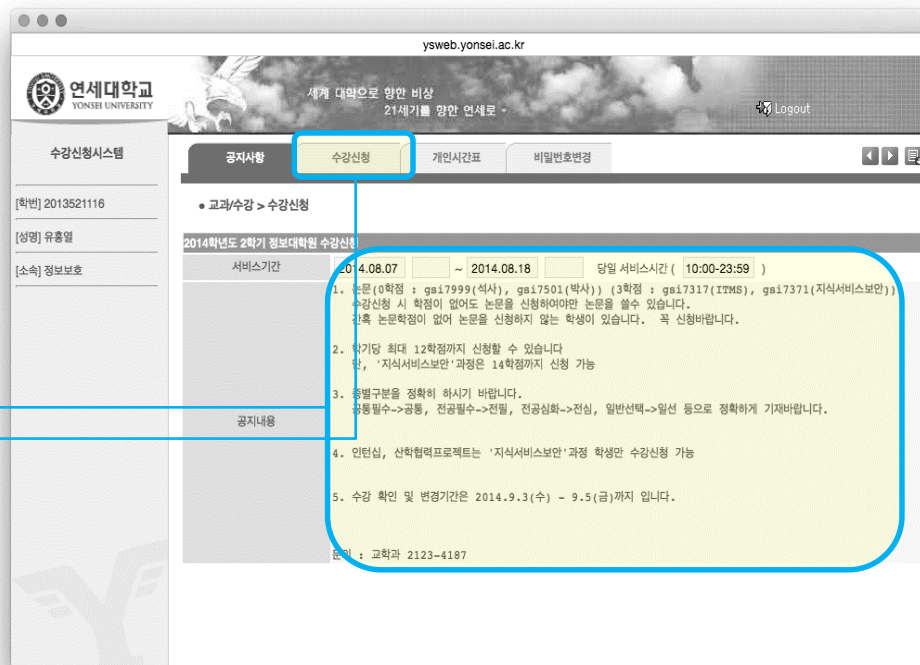 ysweb.yonsei.ac.kr
연세대학교
YONSEI UNIVERSITY
세계 대학으로 향한 비상
21세기를 향한 연세로 -
Logout
수강신청시스템
공지사항
수강신청
개인시간표
비밀번호변경
[학번] 2013521116
[성명] 유홍열
[소속] 정보보호
● 교과/수강 > 수강신청
2014학년도 2학기 정보대학원 수강신청
서비스기간
2014.08.07 ~ 2014.08.18 당일 서비스시간 ( 10:00-23:59 )
공지내용
1. 논문(0학점 : gsi7999(석사), gsi7501(박사)) (3학점 : gsi7317(ITMS), gsi7371(지식서비스보안))
수강신청 시 학점이 없어도 논문을 신청하여야만 논문을 쓸수 있습니다.
간혹 논문학점이 없어 논문을 신청하지 않는 학생이 있습니다. 꼭 신청바랍니다.
2. 학기당 최대 12학점까지 신청할 수 있습니다
단, '지식서비스보안'과정은 14학점까지 신청 가능
3. 종별구분을 정확히 하시기 바랍니다.
공통필수->공통, 전공필수->전필, 전공심화->전심, 일반선택->일선 등으로 정확하게 기재바랍니다.
4. 인턴십, 산학협력프로젝트는 '지식서비스보안'과정 학생만 수강신청 가능
5. 수강 확인 및 변경기간은 2014.9.3(수) - 9.5(금)까지 입니다.
문의 : 교학과 2123-4187